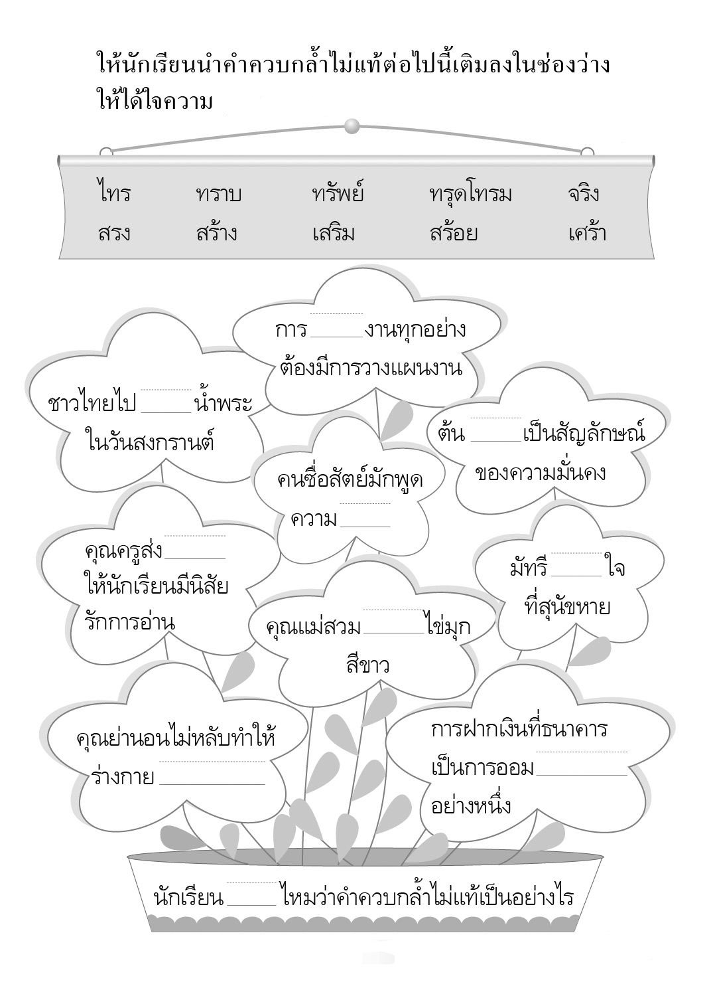 ให้นักเรียนนำคำควบกล้ำไม่แท้ต่อไปนี้เติมลงในช่องว่าง
ให้ได้ใจความ
ไทร ทราบ ทรัพย์ ทรุดโทรม จริง
สรง สร้าง เสริม สร้อย เศร้า
การ ______ งานทุกอย่าง
ต้องมีการวางแผนงาน
ชาวไทยไป ______ น้ำพระ
ในวันสงกรานต์
ต้น ______ เป็นสัญลักษณ์
ของความมั่นคง
คนซื่อสัตย์มักพูด
ความ ______
คุณครูส่ง ______
ให้นักเรียนมีนิสัย
รักการอ่าน
มัทรี ______ ใจ
ที่สุนัขหาย
คุณแม่สวม ______ ไข่มุก
สีขาว
คุณย่านอนไม่หลับทำให้
ร่างกาย ______
การฝากเงินที่ธนาคาร
เป็นการออม ______
อย่างหนึ่ง
นักเรียน ______ ไหมว่าคำควบกล้ำไม่แท้เป็นอย่างไร